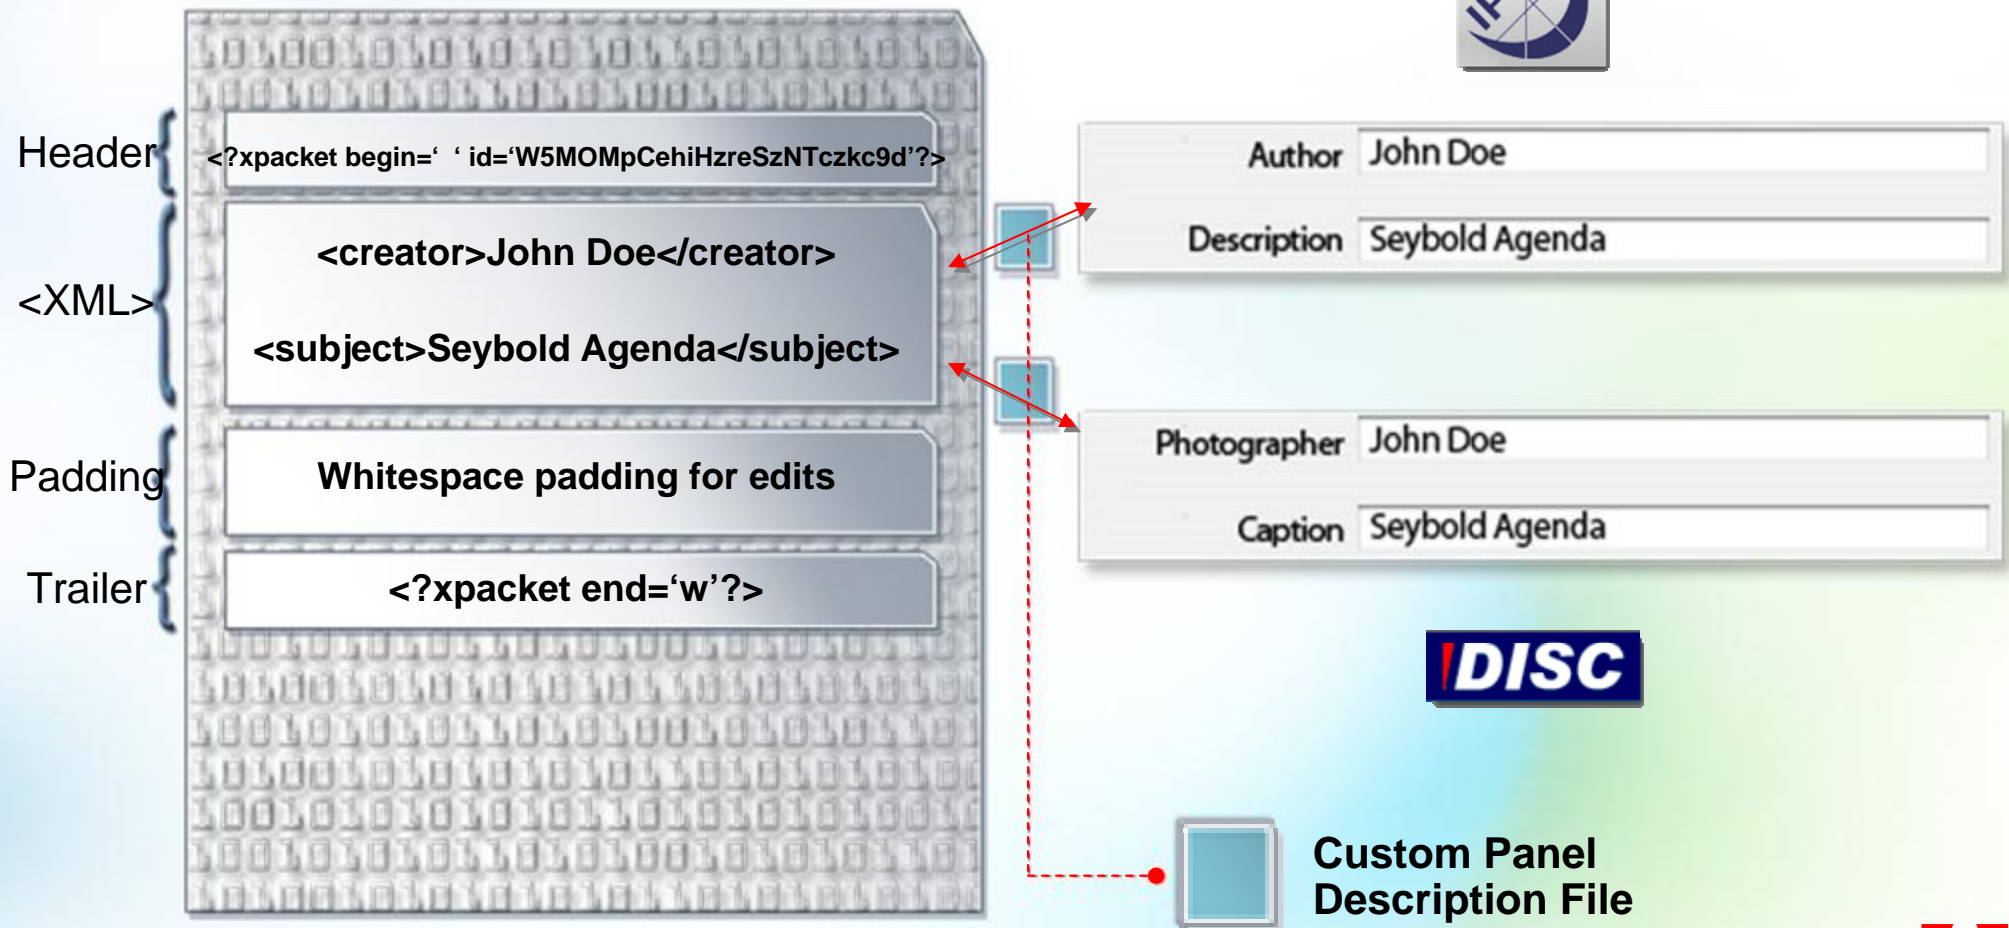 Header
<?xpacket begin=‘  ‘ id=‘W5MOMpCehiHzreSzNTczkc9d’?>
<XML>
<creator>John Doe</creator>
<subject>Seybold Agenda</subject>
Padding
Whitespace padding for edits
Trailer
<?xpacket end=‘w’?>
Author John Doe
Description Seybold Agenda
Photographer John Doe
Caption Seybold Agenda
IDISC
Custom Panel
Description File